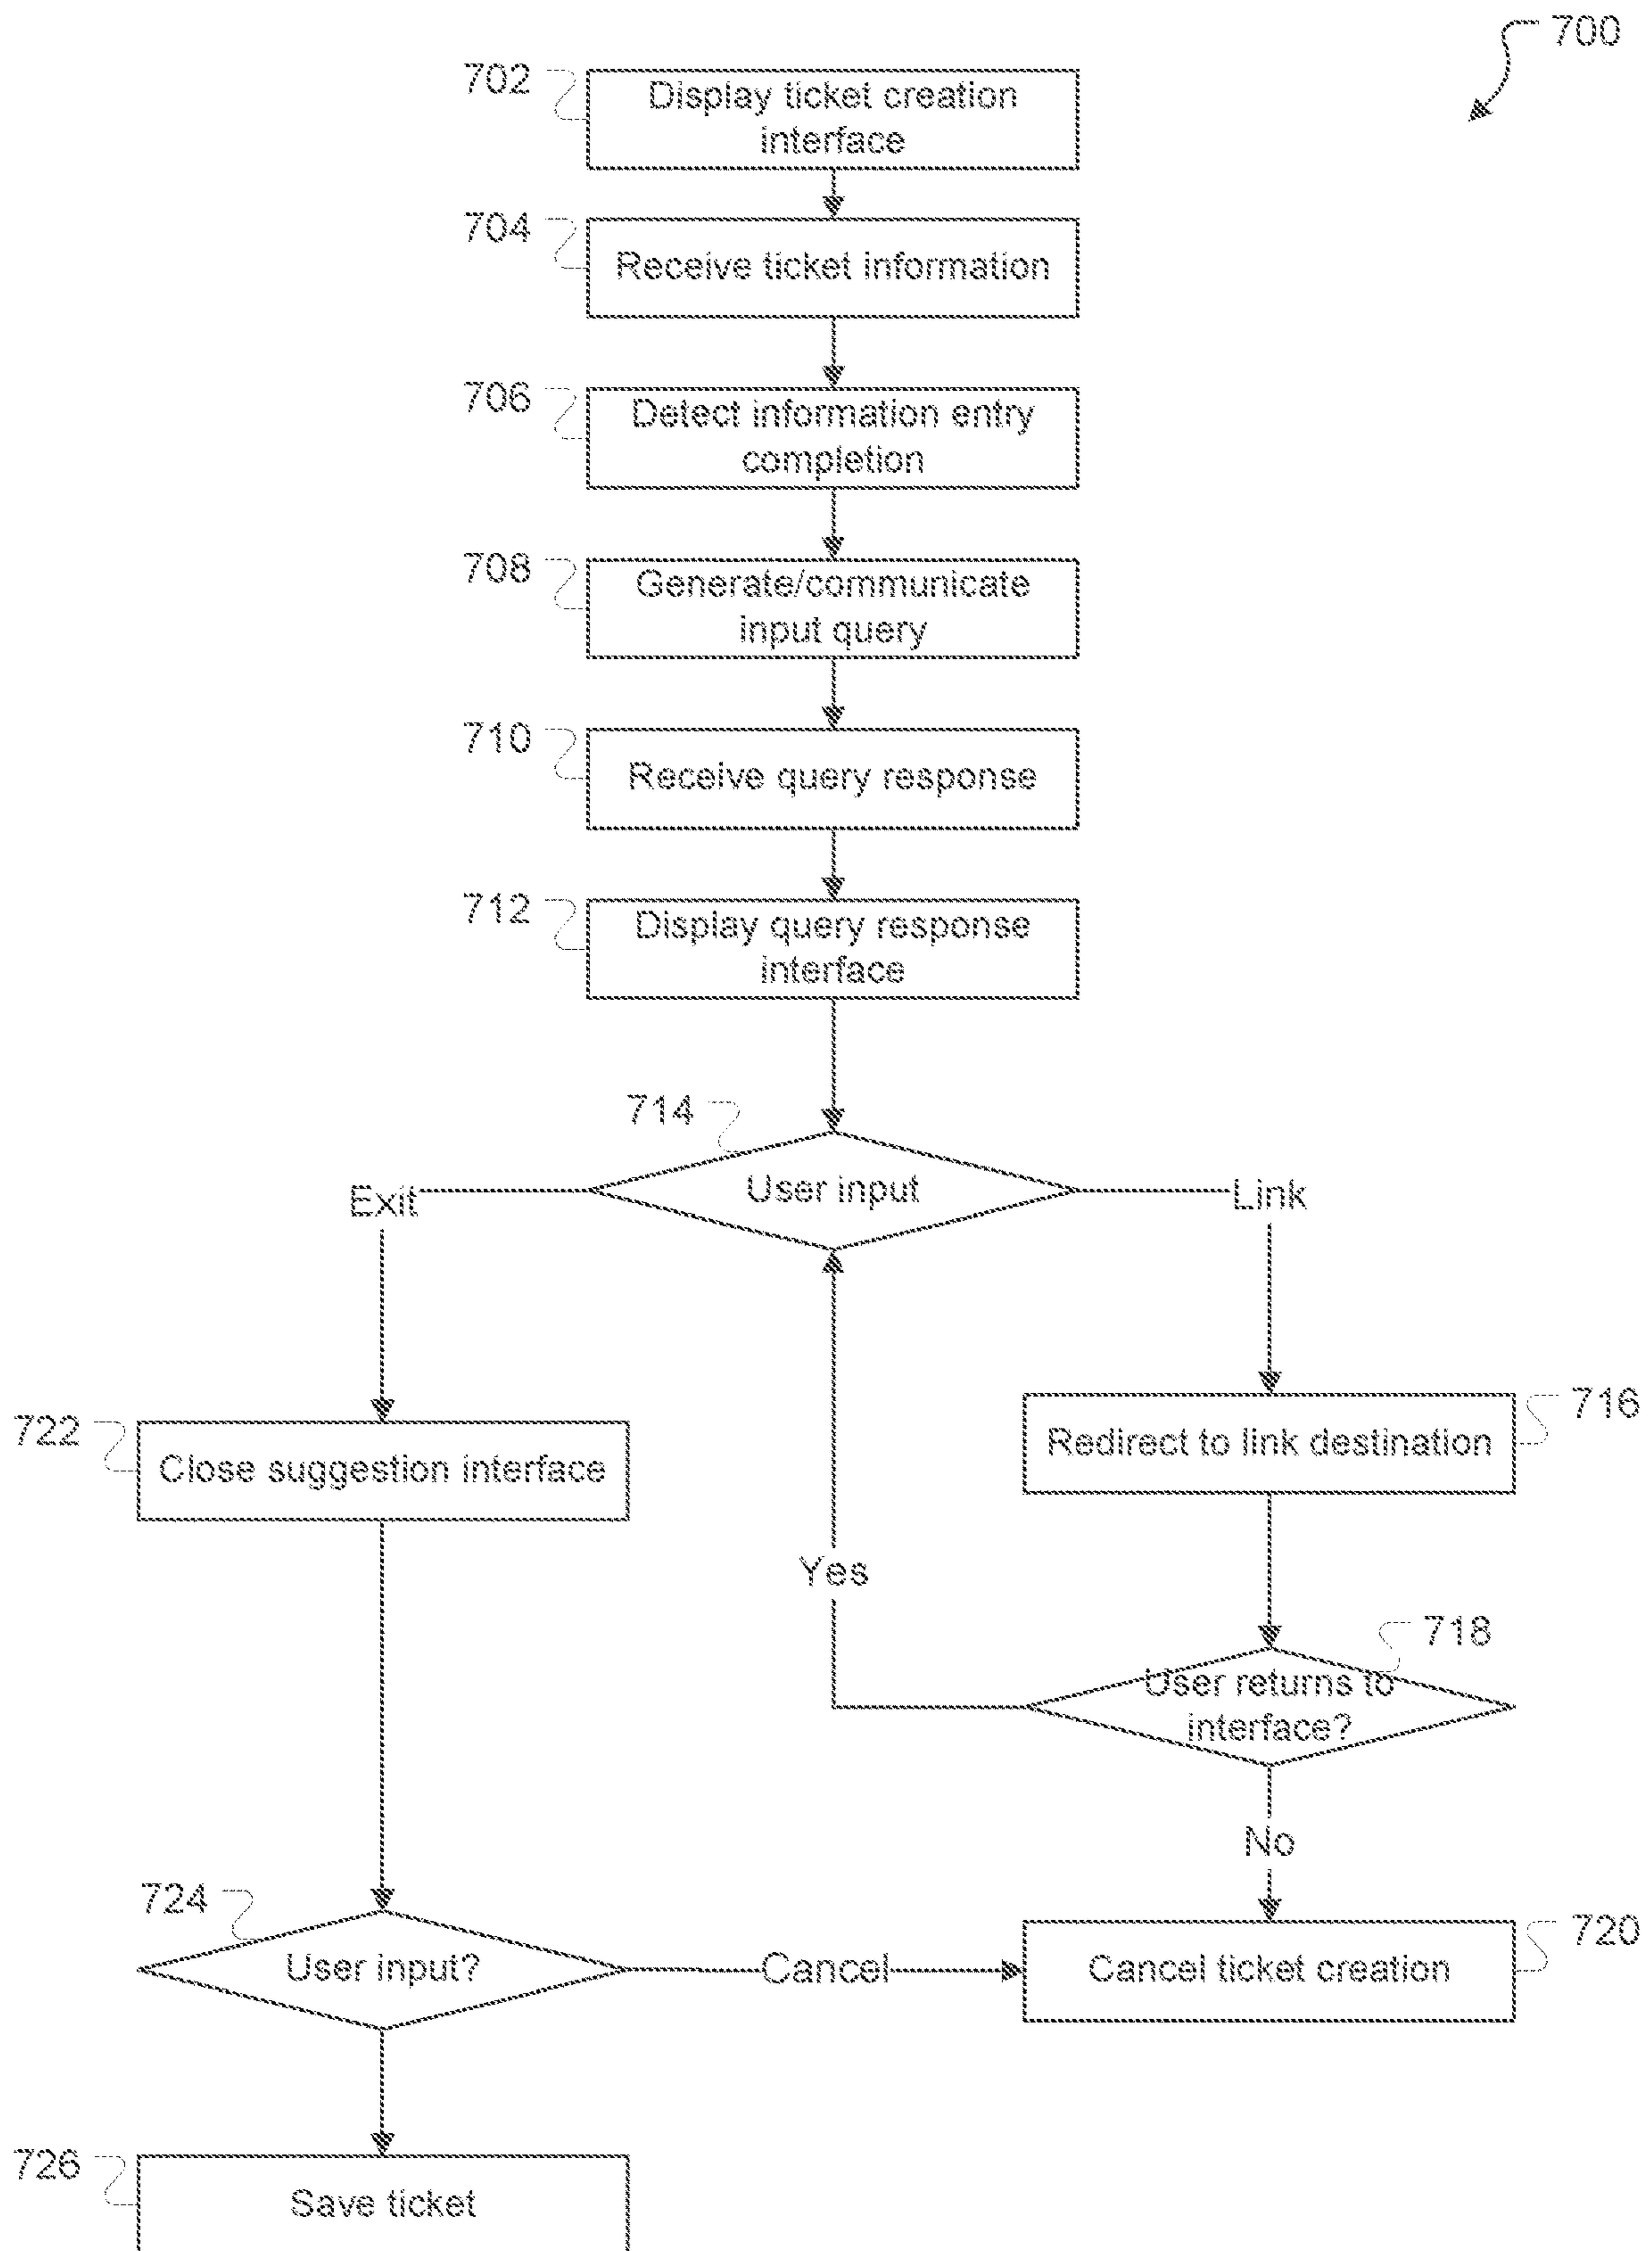 700
702
Display ticket creation
interface
704
Receive ticket information
706
Detect information entry
completion
708
Generate/communicate
input query
710
Receive query response
712
Display query response
interface
714
User input
Exit
Link
716
Redirect to link destination
722
Close suggestion interface
Yes
718
User returns to
interface?
No
724
User input?
Cancel
720
Cancel ticket creation
726
Save ticket